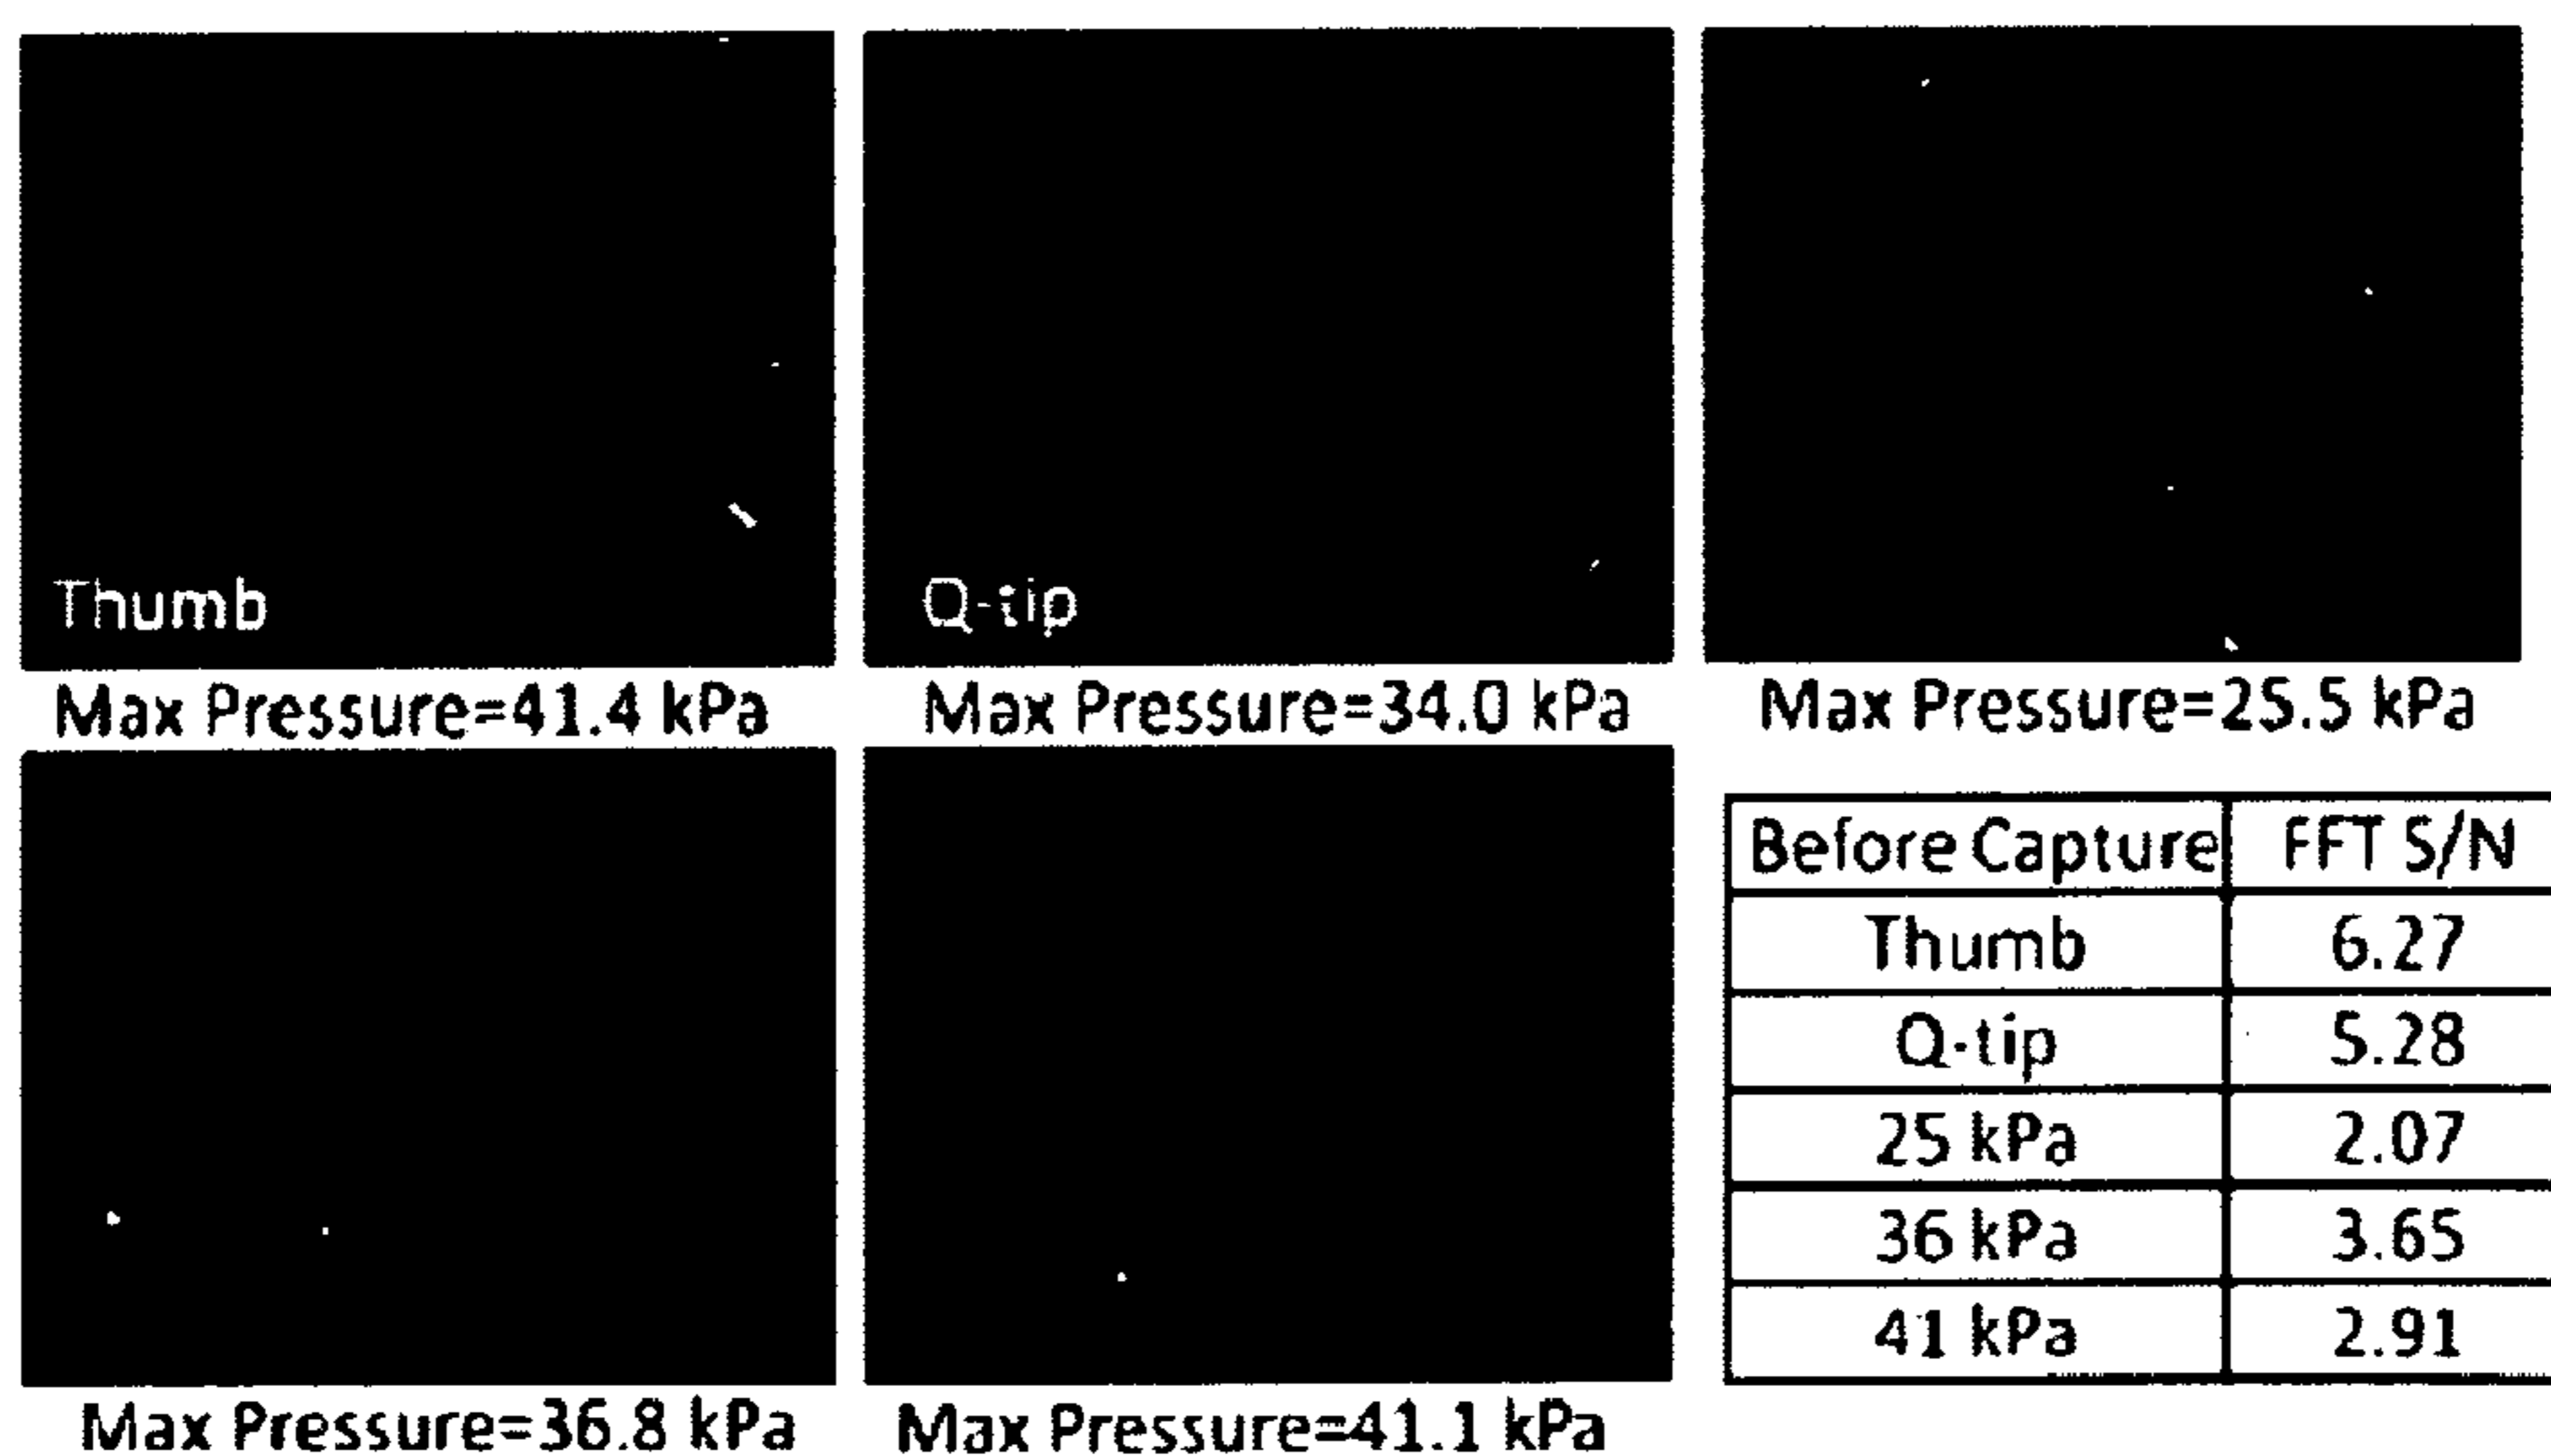 Thumb
Q-tip
Max Pressure=41.4 kPa
Max Pressure=34.0 kPa
Max Pressure=25.5 kPa
Before Capture FFT S/N
Thumb 6.27
Q-tip 5.28
25 kPa 2.07
36 kPa 3.65
41 kPa 2.91
Max Pressure=36.8 kPa
Max Pressure=41.1 kPa